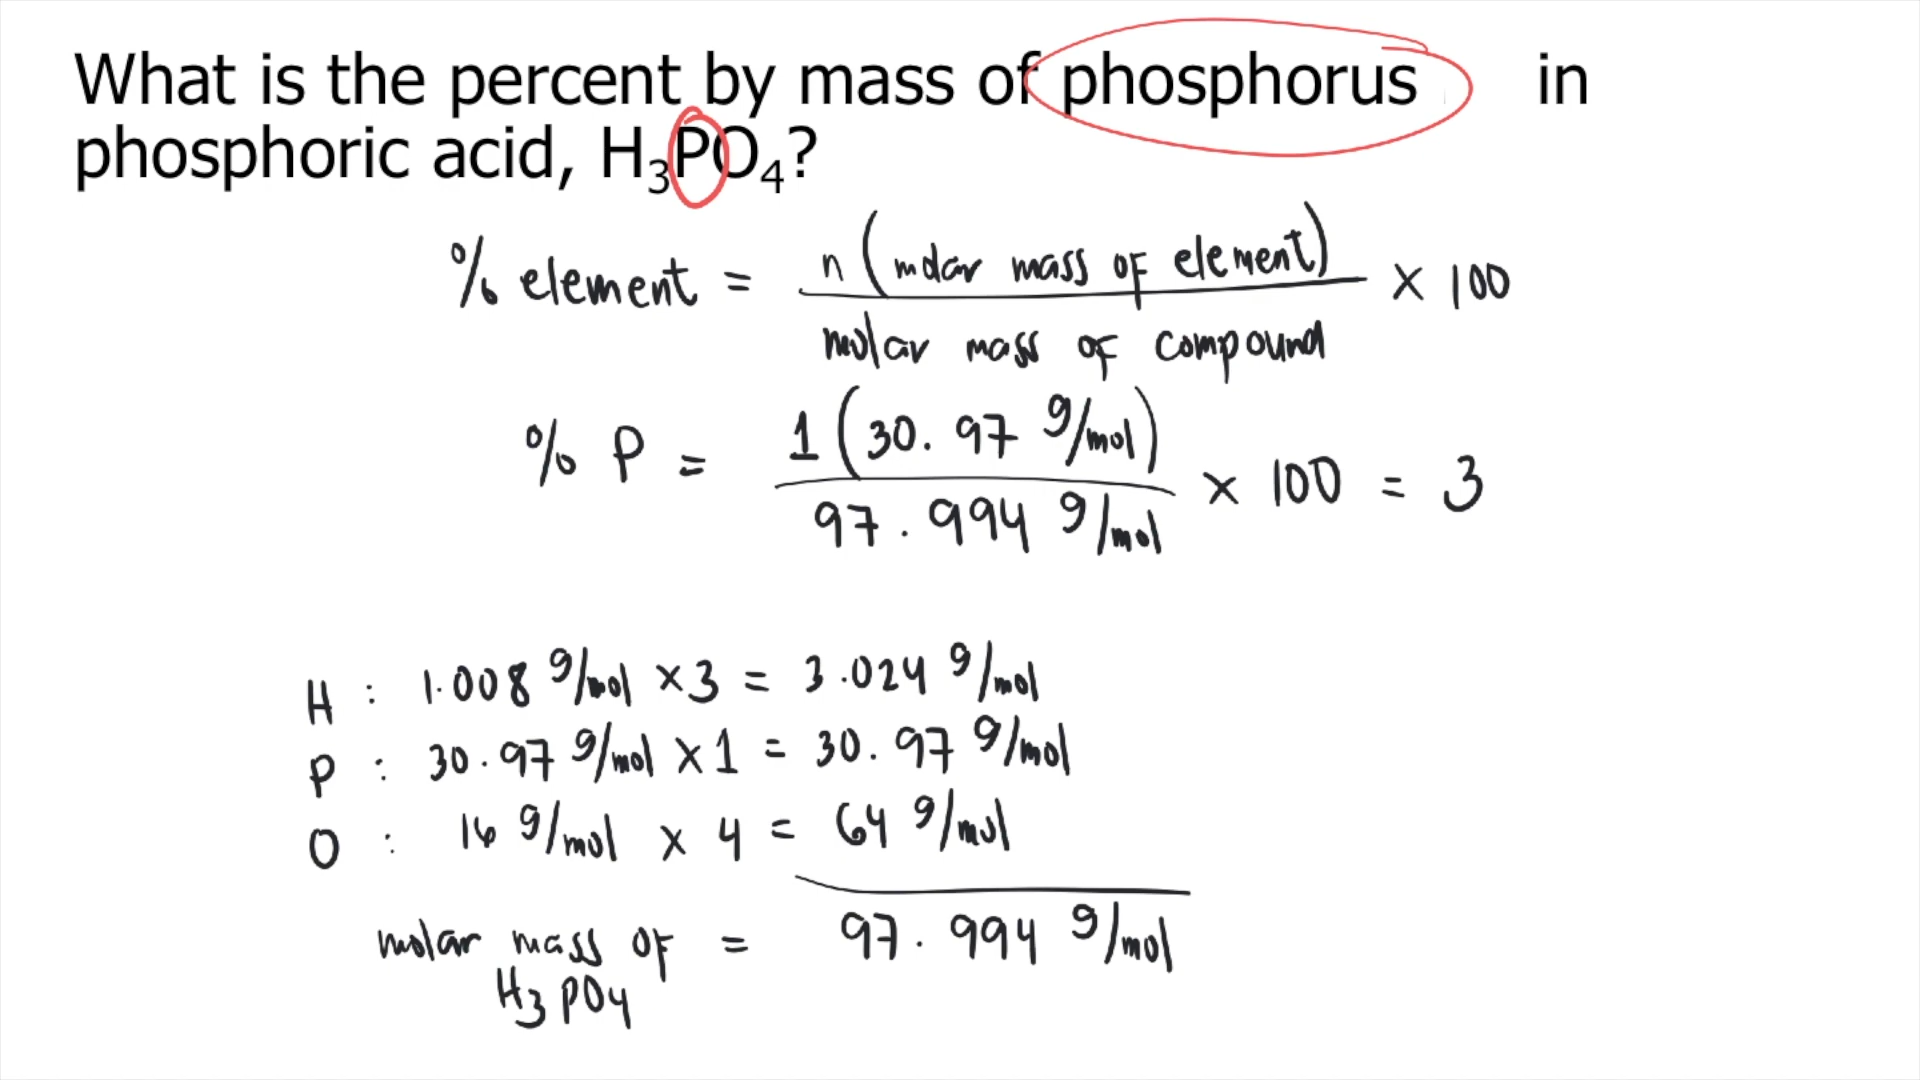 What is the percent by mass of phosphorus in
phosphoric acid, H₃PO₄?
% element = n (molar mass of element) / molar mass of compound × 100
% P = 1 (30.97 g/mol) / 97.994 g/mol × 100 = 3
H : 1.008 g/mol ×3 = 3.024 g/mol
P : 30.97 g/mol ×1 = 30.97 g/mol
O : 16 g/mol × 4 = 64 g/mol
molar mass of = 97.994 g/mol
H₃PO₄